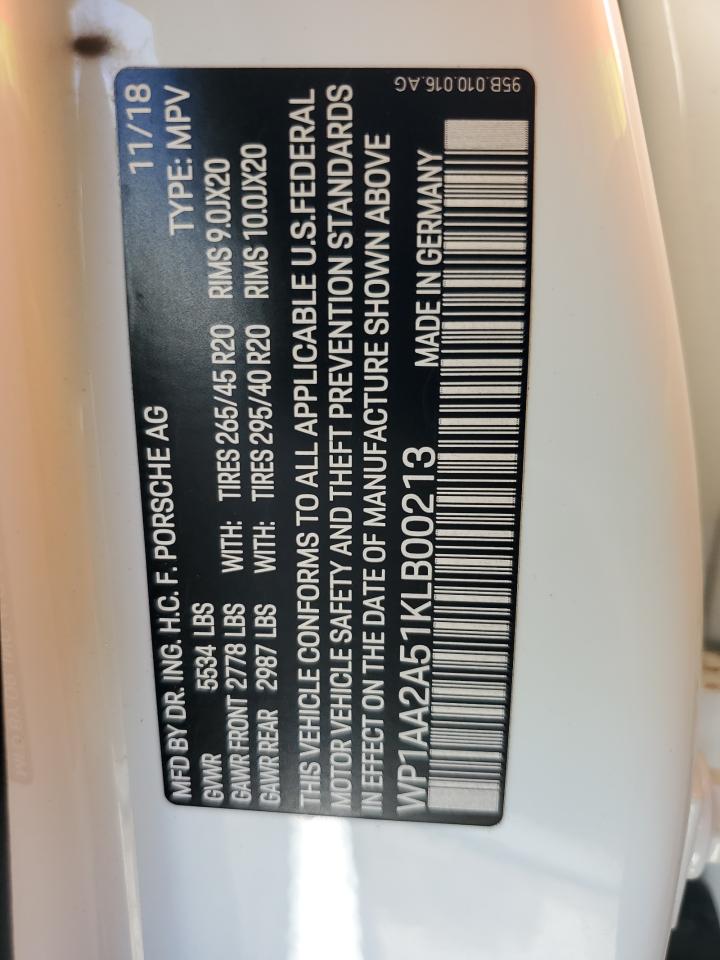 MFD BY DR. ING. H.C. F. PORSCHE AG 11/18
GVWR 5534 LBS TYPE: MPV
GAWR FRONT 2778 LBS WITH: TIRES 265/45 R20 RIMS 9.0JX20
GAWR REAR 2987 LBS WITH: TIRES 295/40 R20 RIMS 10.0JX20
THIS VEHICLE CONFORMS TO ALL APPLICABLE U.S.FEDERAL
MOTOR VEHICLE SAFETY AND THEFT PREVENTION STANDARDS
IN EFFECT ON THE DATE OF MANUFACTURE SHOWN ABOVE
WP1AA2A51KLB00213 MADE IN GERMANY
95B.010.016.AG